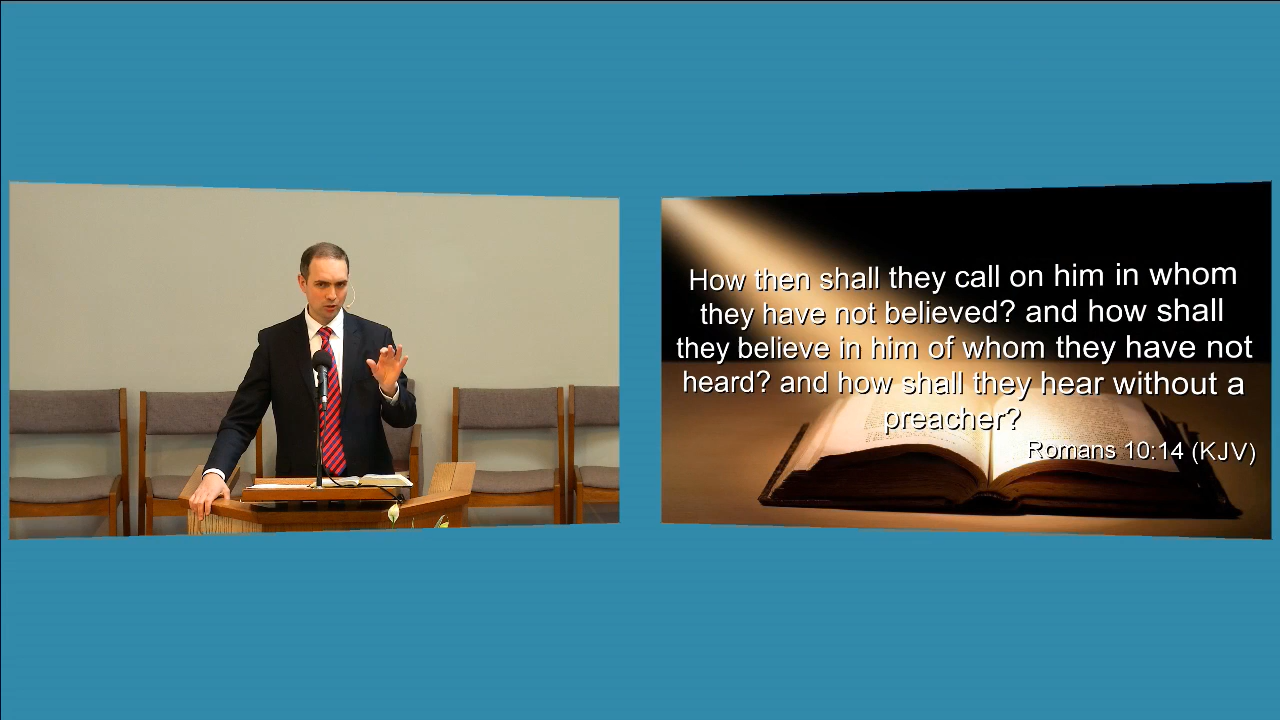 How then shall they call on him in whom
they have not believed? and how shall
they believe in him of whom they have not
heard? and how shall they hear without a
preacher?
Romans 10:14 (KJV)